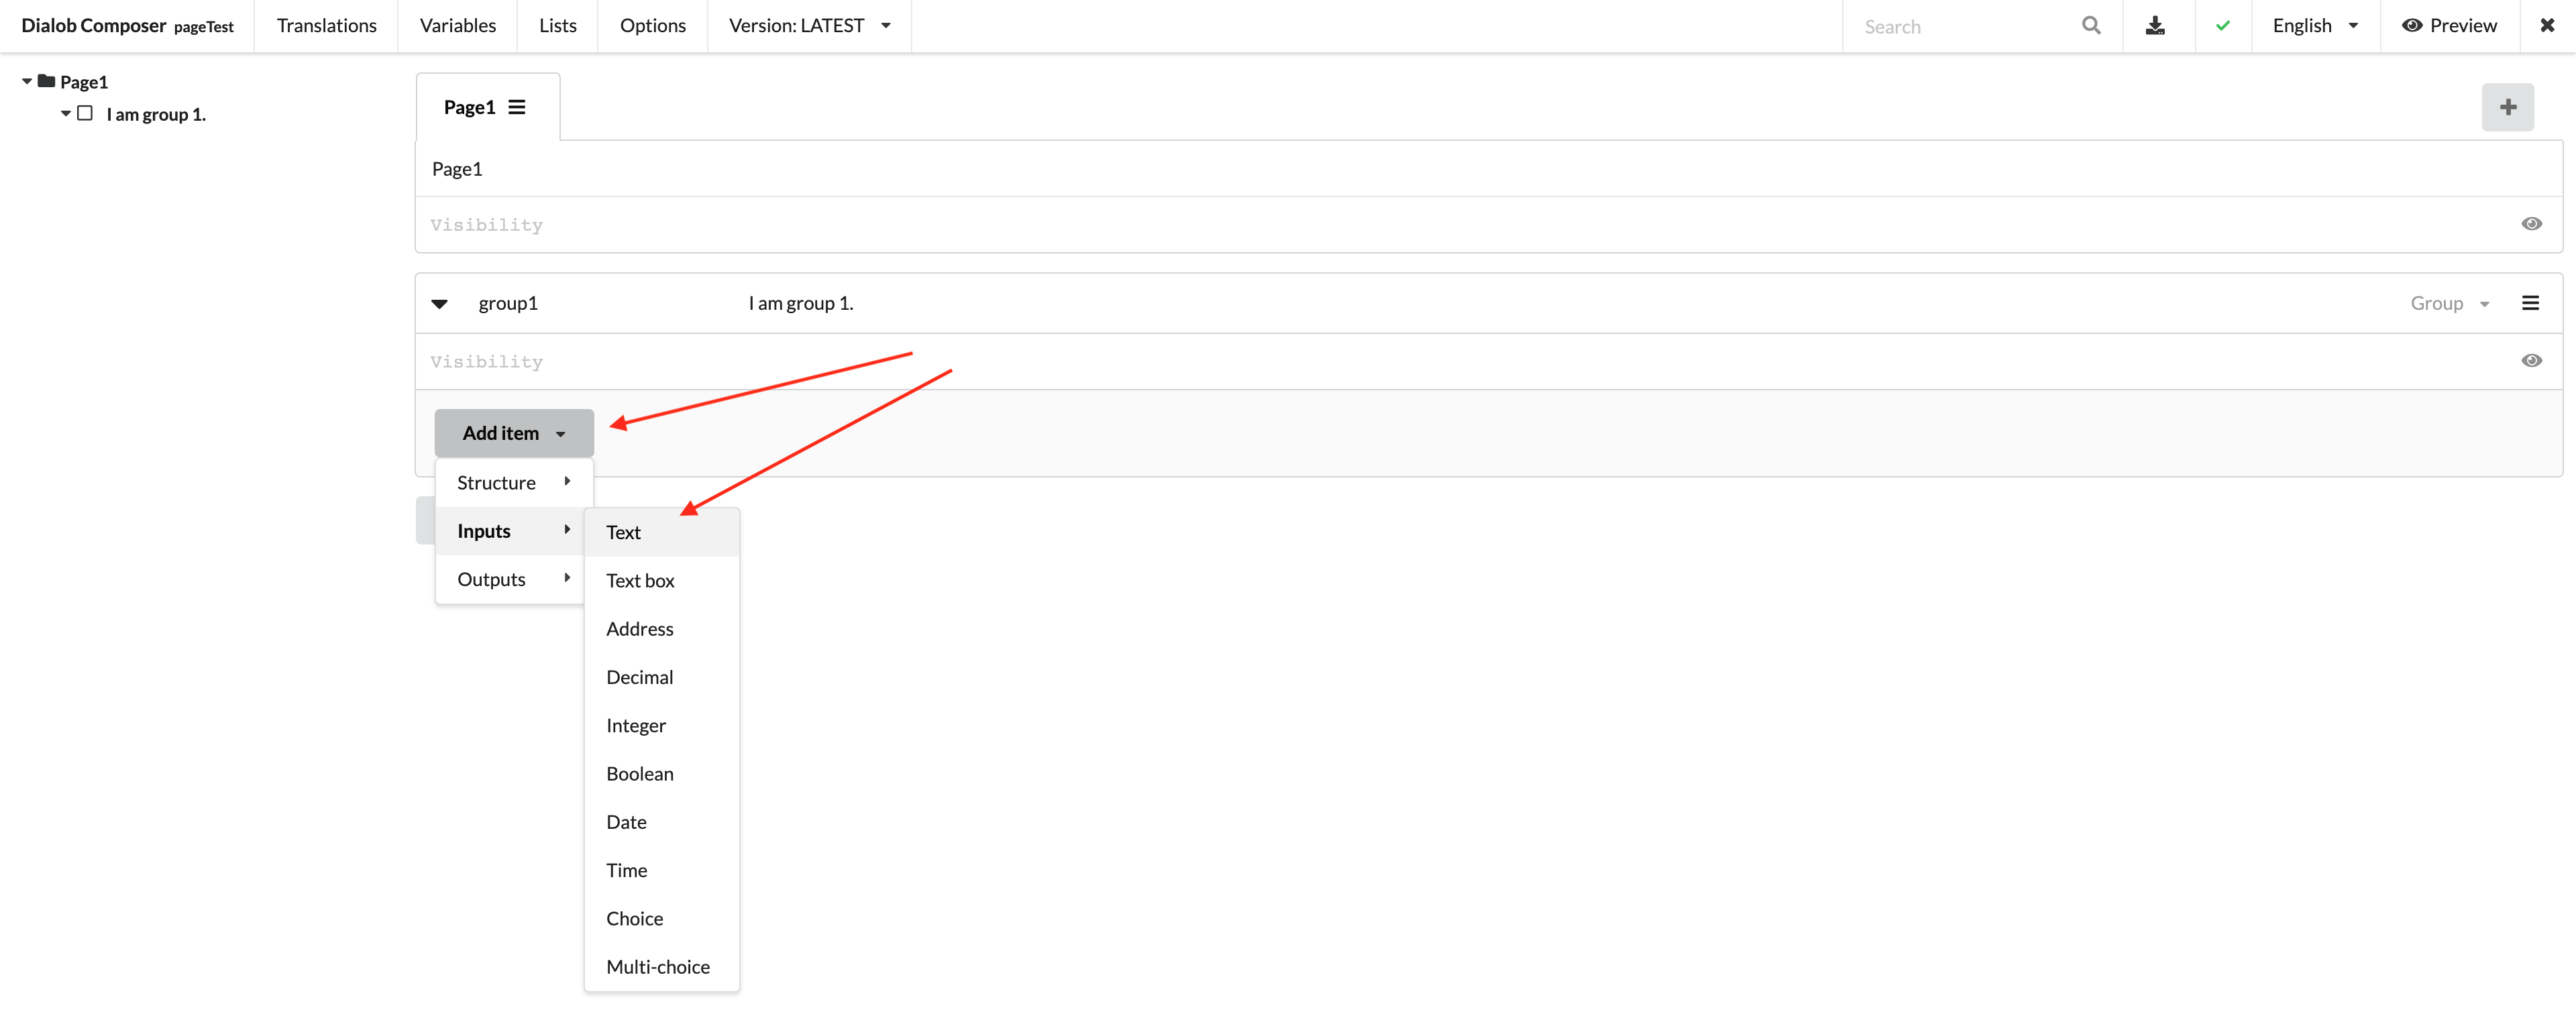 Dialob Composer pageTest Translations Variables Lists Options Version: LATEST Search English Preview
Page1
I am group 1.
Page1
Page1
Visibility
group1 I am group 1. Group
Visibility
Add item
Structure
Inputs
Outputs
Text
Text box
Address
Decimal
Integer
Boolean
Date
Time
Choice
Multi-choice